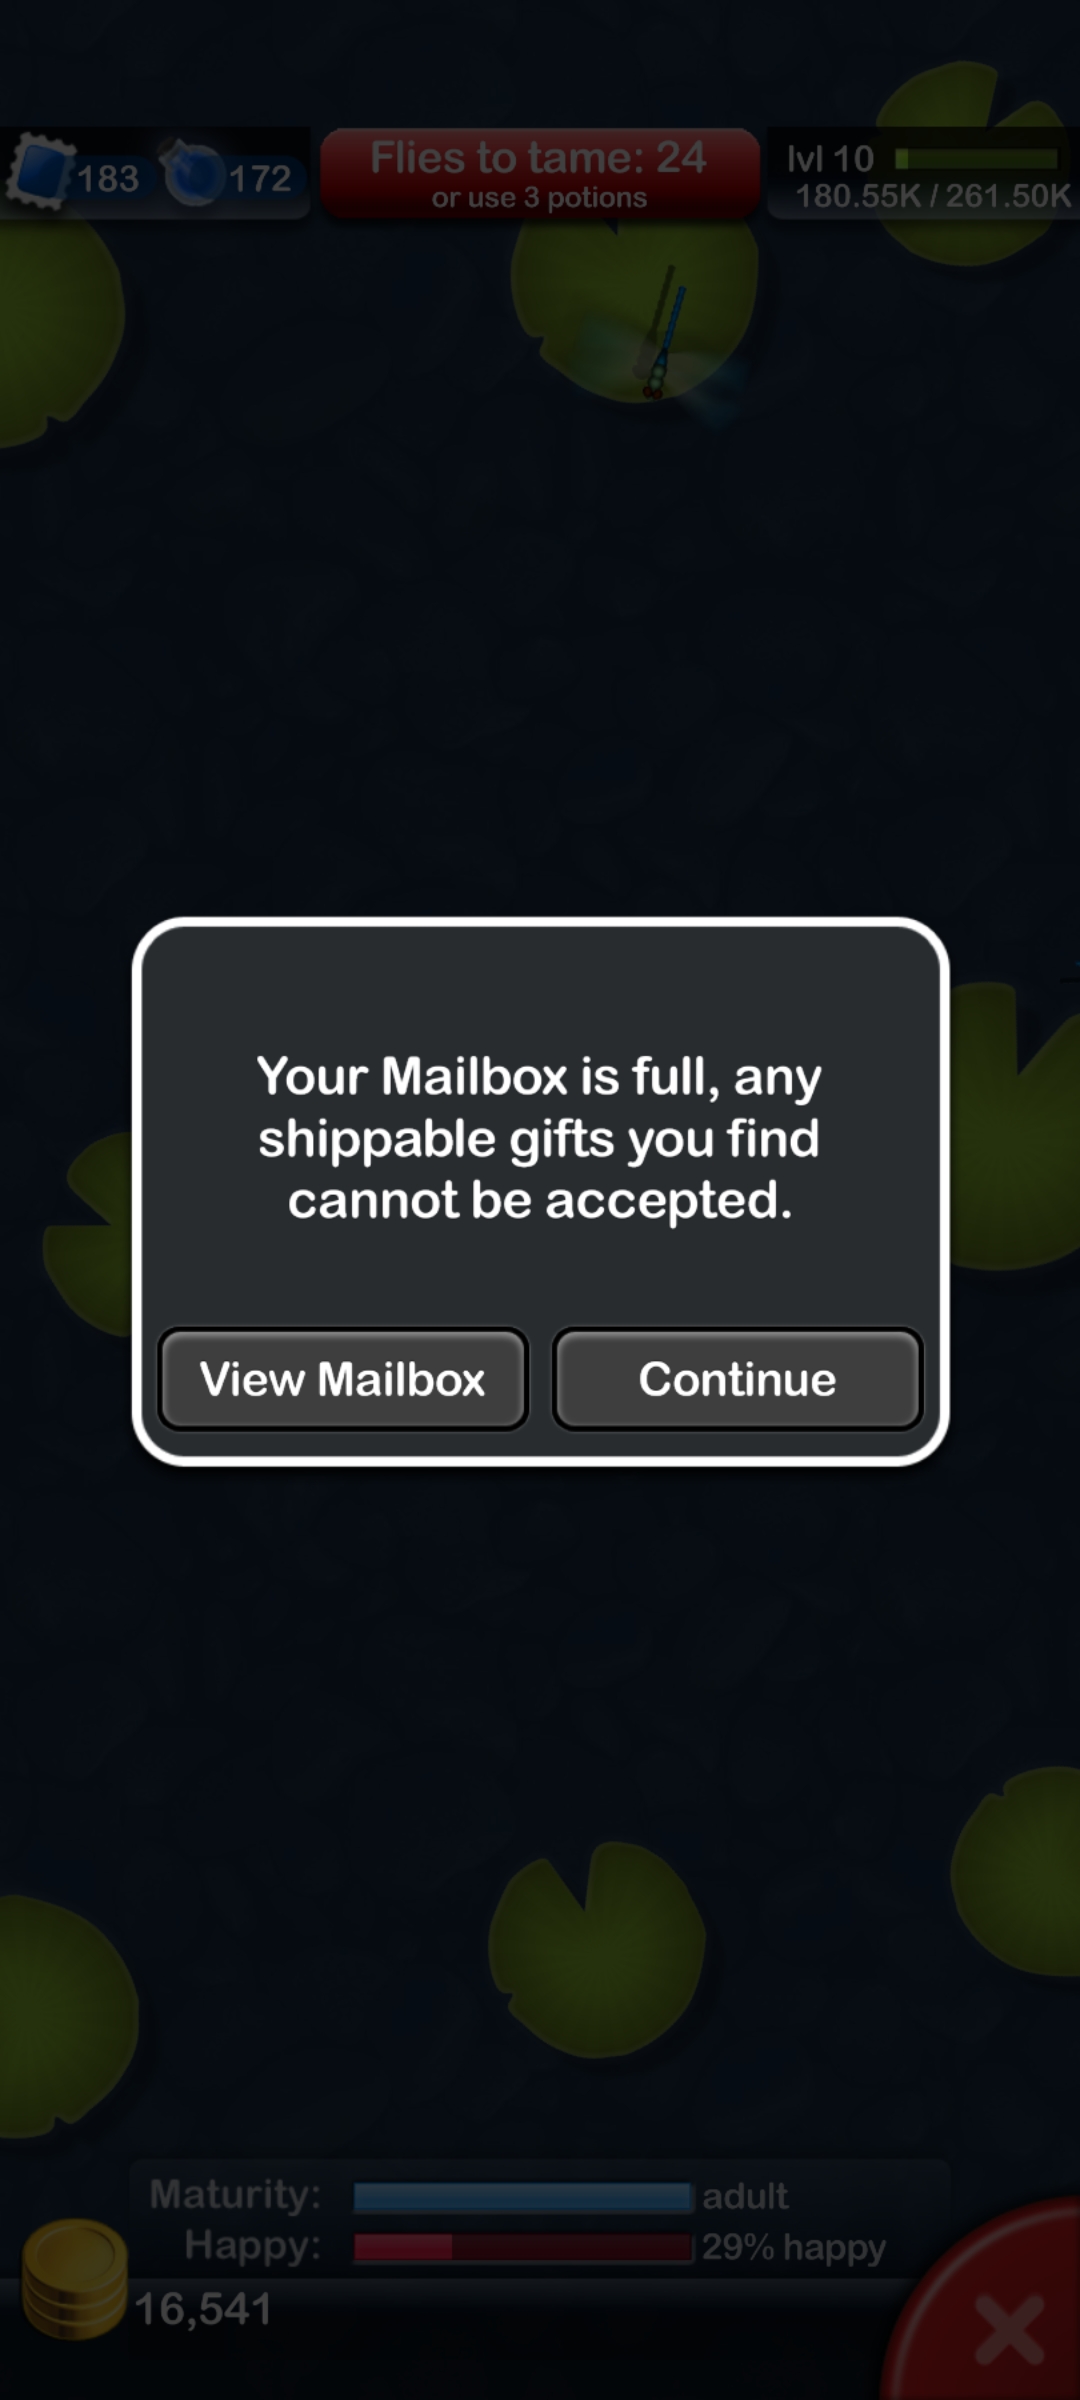 183
172
Flies to tame: 24
or use 3 potions
lvl 10
180.55K / 261.50K
Your Mailbox is full, any
shippable gifts you find
cannot be accepted.
View Mailbox
Continue
Maturity:
adult
Happy:
29% happy
16,541